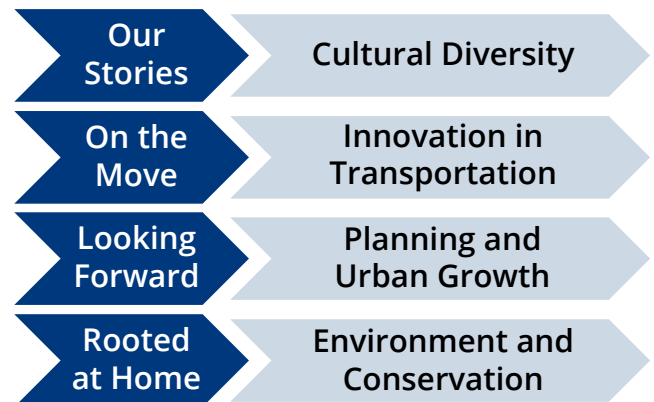 Our
Stories
Cultural Diversity
On the
Move
Innovation in
Transportation
Looking
Forward
Planning and
Urban Growth
Rooted
at Home
Environment and
Conservation